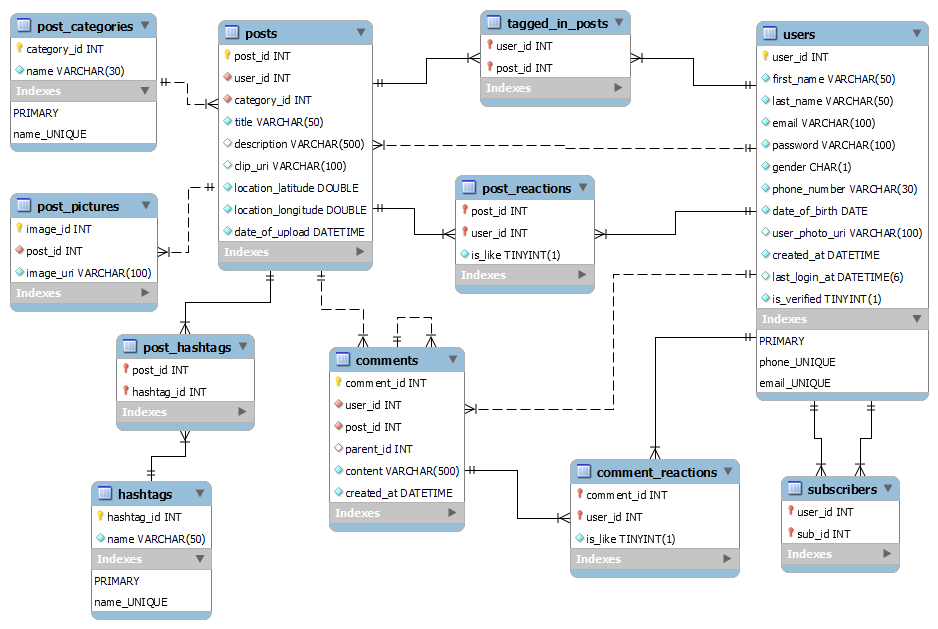 post_categories
category_id INT
name VARCHAR(30)
Indexes
PRIMARY
name_UNIQUE
posts
post_id INT
user_id INT
category_id INT
title VARCHAR(50)
description VARCHAR(500)
clip_uri VARCHAR(100)
location_latitude DOUBLE
location_longitude DOUBLE
date_of_upload DATETIME
Indexes
tagged_in_posts
user_id INT
post_id INT
Indexes
users
user_id INT
first_name VARCHAR(50)
last_name VARCHAR(50)
email VARCHAR(100)
password VARCHAR(100)
gender CHAR(1)
phone_number VARCHAR(30)
date_of_birth DATE
user_photo_uri VARCHAR(100)
created_at DATETIME
last_login_at DATETIME(6)
is_verified TINYINT(1)
Indexes
PRIMARY
phone_UNIQUE
email_UNIQUE
post_pictures
image_id INT
post_id INT
image_uri VARCHAR(100)
Indexes
post_reactions
post_id INT
user_id INT
is_like TINYINT(1)
Indexes
post_hashtags
post_id INT
hashtag_id INT
Indexes
comments
comment_id INT
user_id INT
post_id INT
parent_id INT
content VARCHAR(500)
created_at DATETIME
Indexes
hashtags
hashtag_id INT
name VARCHAR(50)
Indexes
PRIMARY
name_UNIQUE
comment_reactions
comment_id INT
user_id INT
is_like TINYINT(1)
Indexes
subscribers
user_id INT
sub_id INT
Indexes